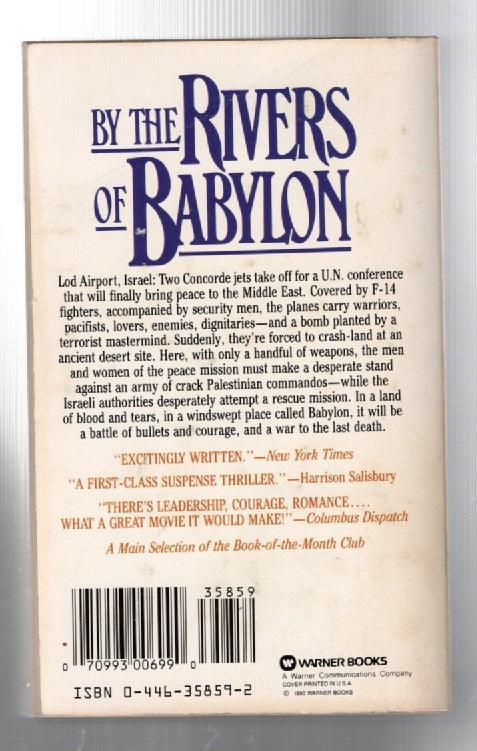 BY THE RIVERS
OF BABYLON
Lod Airport, Israel: Two Concorde jets take off for a U.N. conference
that will finally bring peace to the Middle East. Covered by F-14
fighters, accompanied by security men, the planes carry warriors,
pacifists, lovers, enemies, dignitaries—and a bomb planted by a
terrorist mastermind. Suddenly, they're forced to crash-land at an
ancient desert site. Here, with only a handful of weapons, the men
and women of the peace mission must make a desperate stand
against an army of crack Palestinian commandos—while the
Israeli authorities desperately attempt a rescue mission. In a land
of blood and tears, in a windswept place called Babylon, it will be
a battle of bullets and courage, and a war to the last death.
"EXCITINGLY WRITTEN."—New York Times
"A FIRST-CLASS SUSPENSE THRILLER."—Harrison Salisbury
"THERE'S LEADERSHIP, COURAGE, ROMANCE....
WHAT A GREAT MOVIE IT WOULD MAKE!"—Columbus Dispatch
A Main Selection of the Book-of-the-Month Club
35859
0 70993 00699 0
ISBN 0-446-35859-2
WARNER BOOKS
A Warner Communications Company
COVER PRINTED IN U.S.A.
© 1990 WARNER BOOKS